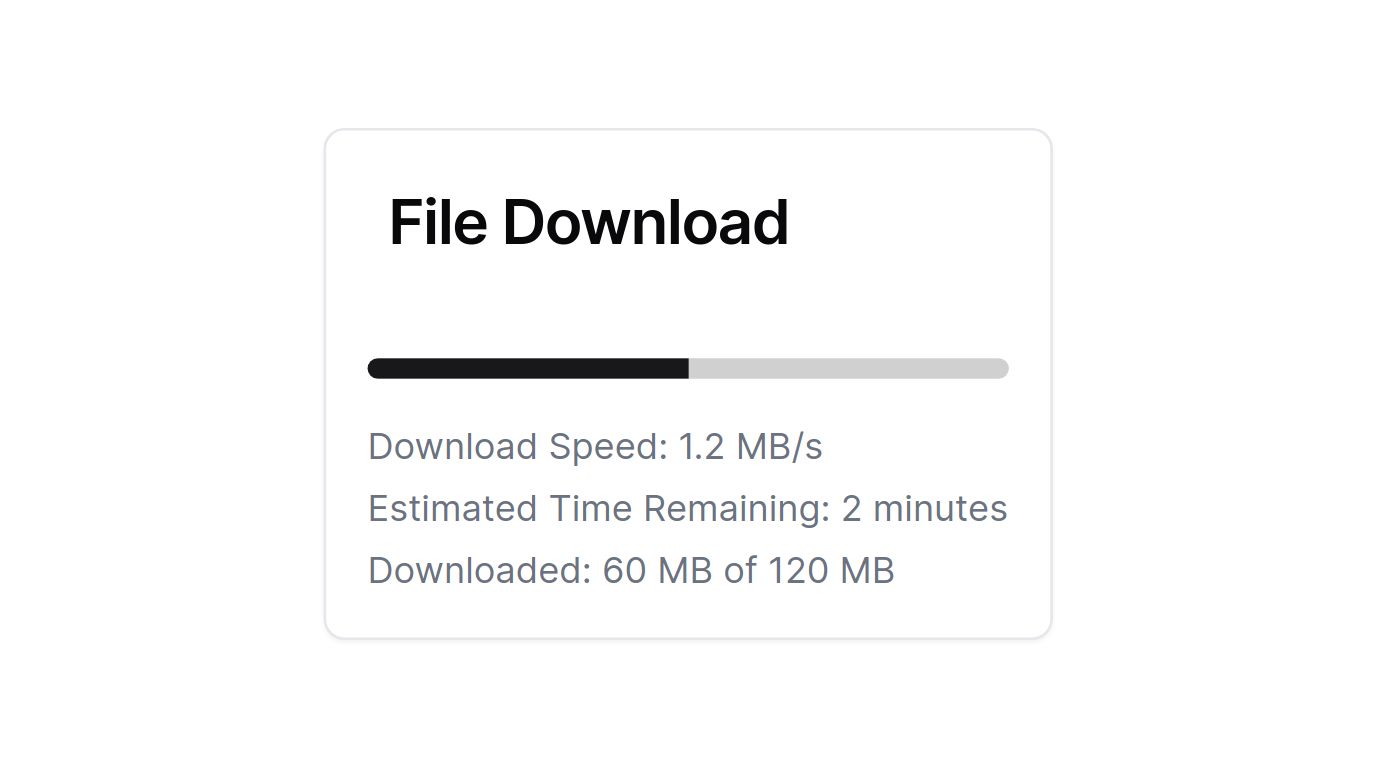 File Download
Download Speed: 1.2 MB/s
Estimated Time Remaining: 2 minutes
Downloaded: 60 MB of 120 MB